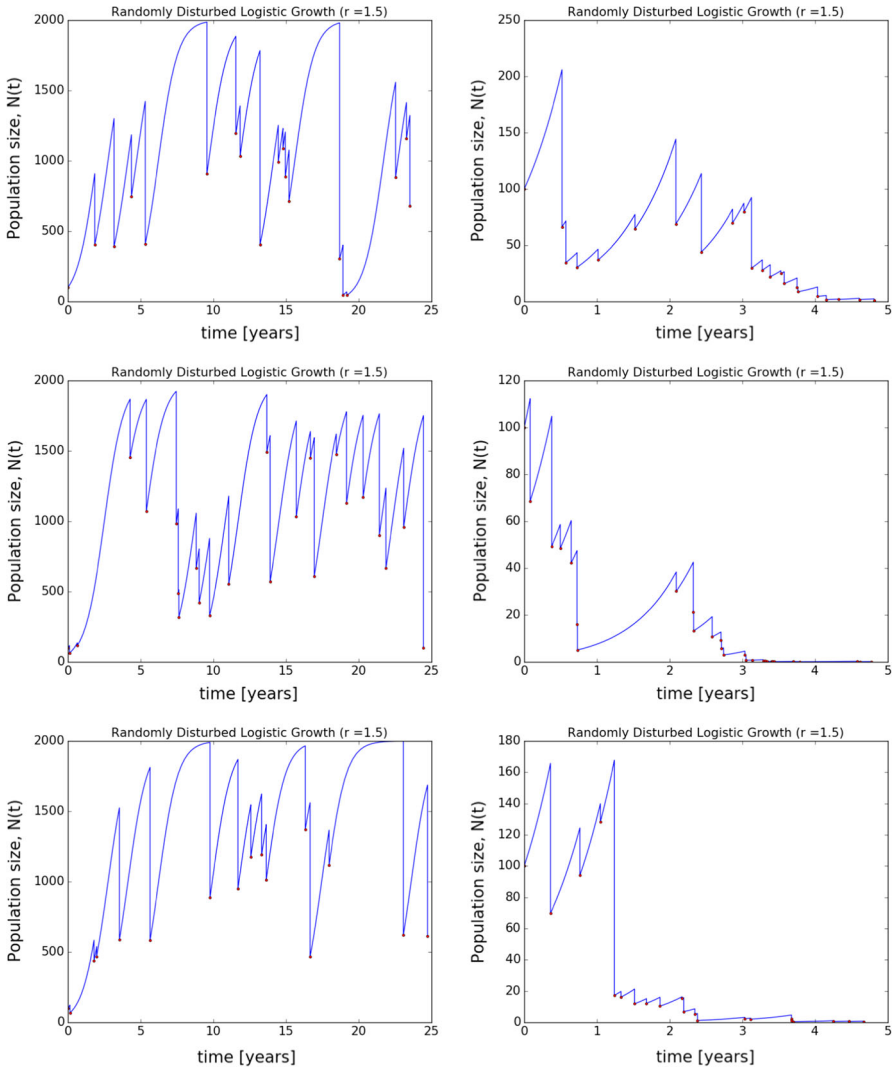 Randomly Disturbed Logistic Growth (r =1.5)
Population size, N(t)
2000
1500
1000
500
0
0 5 10 15 20 25
time [years]
Randomly Disturbed Logistic Growth (r =1.5)
Population size, N(t)
250
200
150
100
50
0
0 1 2 3 4 5
time [years]
Randomly Disturbed Logistic Growth (r =1.5)
Population size, N(t)
2000
1500
1000
500
0
0 5 10 15 20 25
time [years]
Randomly Disturbed Logistic Growth (r =1.5)
Population size, N(t)
120
100
80
60
40
20
0
0 1 2 3 4 5
time [years]
Randomly Disturbed Logistic Growth (r =1.5)
Population size, N(t)
2000
1500
1000
500
0
0 5 10 15 20 25
time [years]
Randomly Disturbed Logistic Growth (r =1.5)
Population size, N(t)
180
160
140
120
100
80
60
40
20
0
0 1 2 3 4 5
time [years]